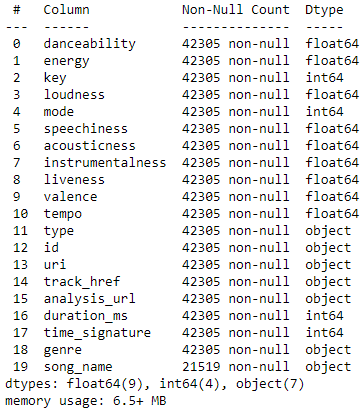 #   Column            Non-Null Count  Dtype
---  ------            --------------  -----
0   danceability      42305 non-null  float64
1   energy            42305 non-null  float64
2   key               42305 non-null  int64
3   loudness          42305 non-null  float64
4   mode              42305 non-null  int64
5   speechiness       42305 non-null  float64
6   acousticness      42305 non-null  float64
7   instrumentalness  42305 non-null  float64
8   liveness          42305 non-null  float64
9   valence           42305 non-null  float64
10  tempo             42305 non-null  float64
11  type              42305 non-null  object
12  id                42305 non-null  object
13  uri               42305 non-null  object
14  track_href        42305 non-null  object
15  analysis_url      42305 non-null  object
16  duration_ms       42305 non-null  int64
17  time_signature    42305 non-null  int64
18  genre             42305 non-null  object
19  song_name         21519 non-null  object
dtypes: float64(9), int64(4), object(7)
memory usage: 6.5+ MB